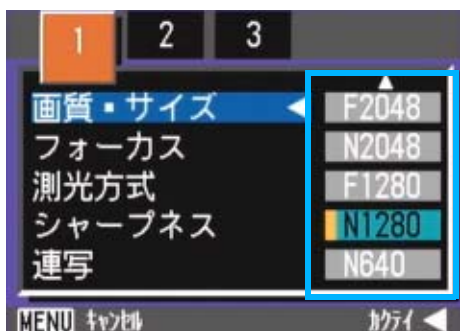 1 2 3
画質▪サイズ F2048
フォーカス N2048
測光方式 F1280
シャープネス N1280
連写 N640
MENU ｷｬﾝｾﾙ ｶｸﾃｲ